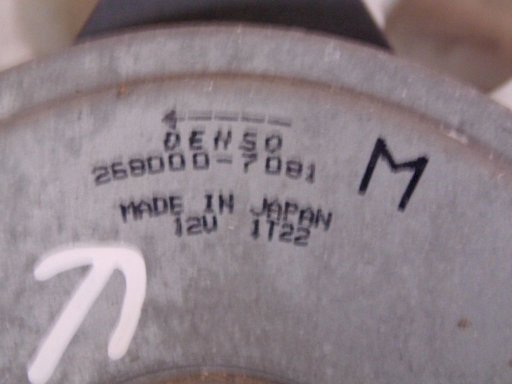 DENSO
268000-7081
M
MADE IN JAPAN
12V 1T22